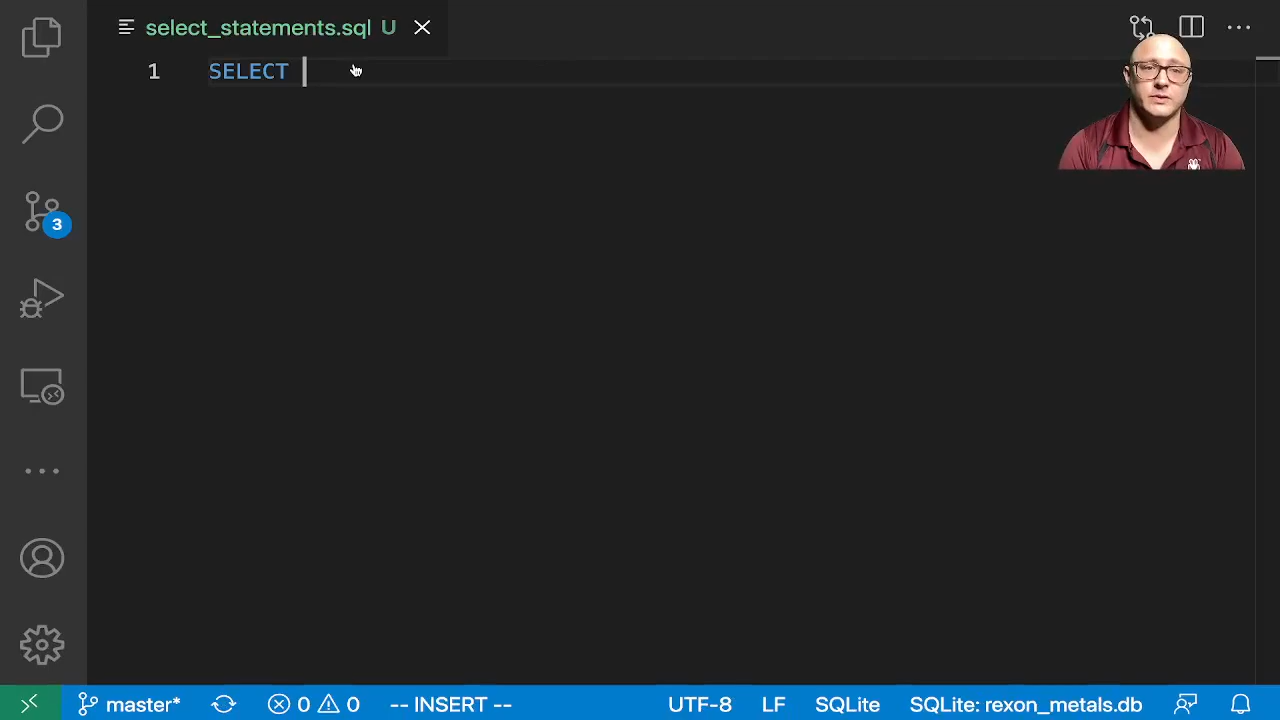 select_statements.sql U
1 SELECT
3
master* 0 0 -- INSERT -- UTF-8 LF SQLite SQLite: rexon_metals.db